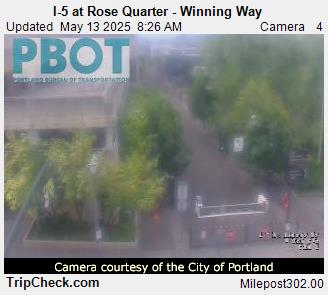 I-5 at Rose Quarter - Winning Way
Updated May 13 2025 8:26 AM Camera 4
PBOT
PORTLAND BUREAU OF TRANSPORTATION
Camera courtesy of the City of Portland
TripCheck.com Milepost302.00